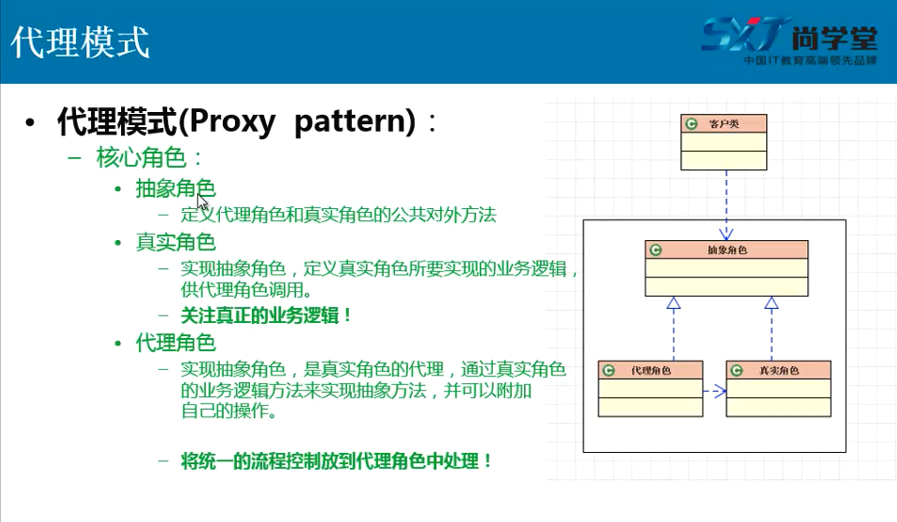 代理模式
SXT 尚学堂
中国IT教育高端领先品牌
• 代理模式(Proxy pattern)：
– 核心角色：
• 抽象角色
– 定义代理角色和真实角色的公共对外方法
• 真实角色
– 实现抽象角色，定义真实角色所要实现的业务逻辑，
供代理角色调用。
– 关注真正的业务逻辑！
• 代理角色
– 实现抽象角色，是真实角色的代理，通过真实角色
的业务逻辑方法来实现抽象方法，并可以附加
自己的操作。
– 将统一的流程控制放到代理角色中处理！
C 客户类
C 抽象角色
C 代理角色
C 真实角色